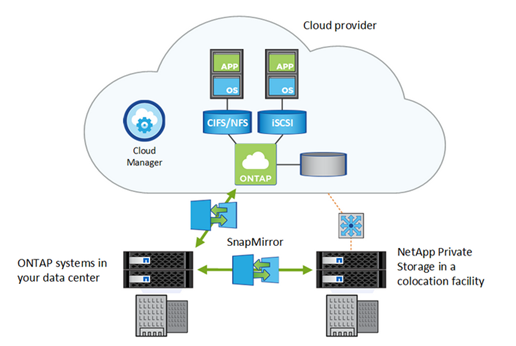 Cloud provider
APP
APP
OS
OS
CIFS/NFS
iSCSI
Cloud
Manager
ONTAP
SnapMirror
ONTAP systems in
your data center
NetApp Private
Storage in a
colocation facility